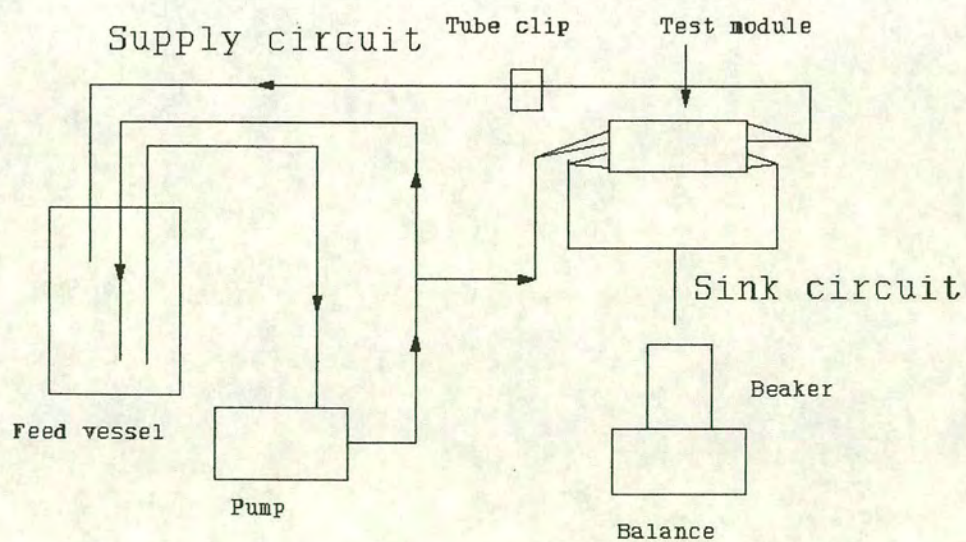 Tube clip
Test module
Supply circuit
Sink circuit
Beaker
Feed vessel
Pump
Balance